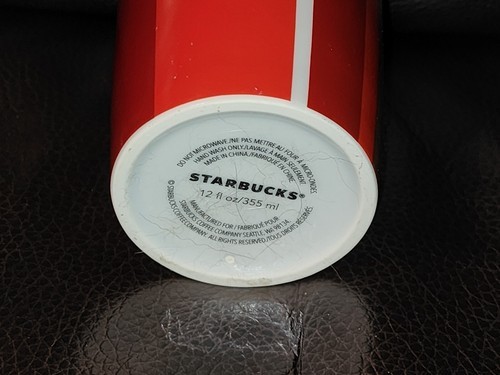 DO NOT MICROWAVE/NE PAS METTRE AU FOUR À MICRO-ONDES
HAND WASH ONLY/LAVAGE À MAIN SEULEMENT
MADE IN CHINA/FABRIQUÉ EN CHINE
STARBUCKS®
12 fl oz/355 ml
MANUFACTURED FOR/FABRIQUÉ POUR
STARBUCKS COFFEE COMPANY SEATTLE, WA 98134.
© STARBUCKS COFFEE COMPANY. ALL RIGHTS RESERVED./TOUS DROITS RÉSERVÉS.